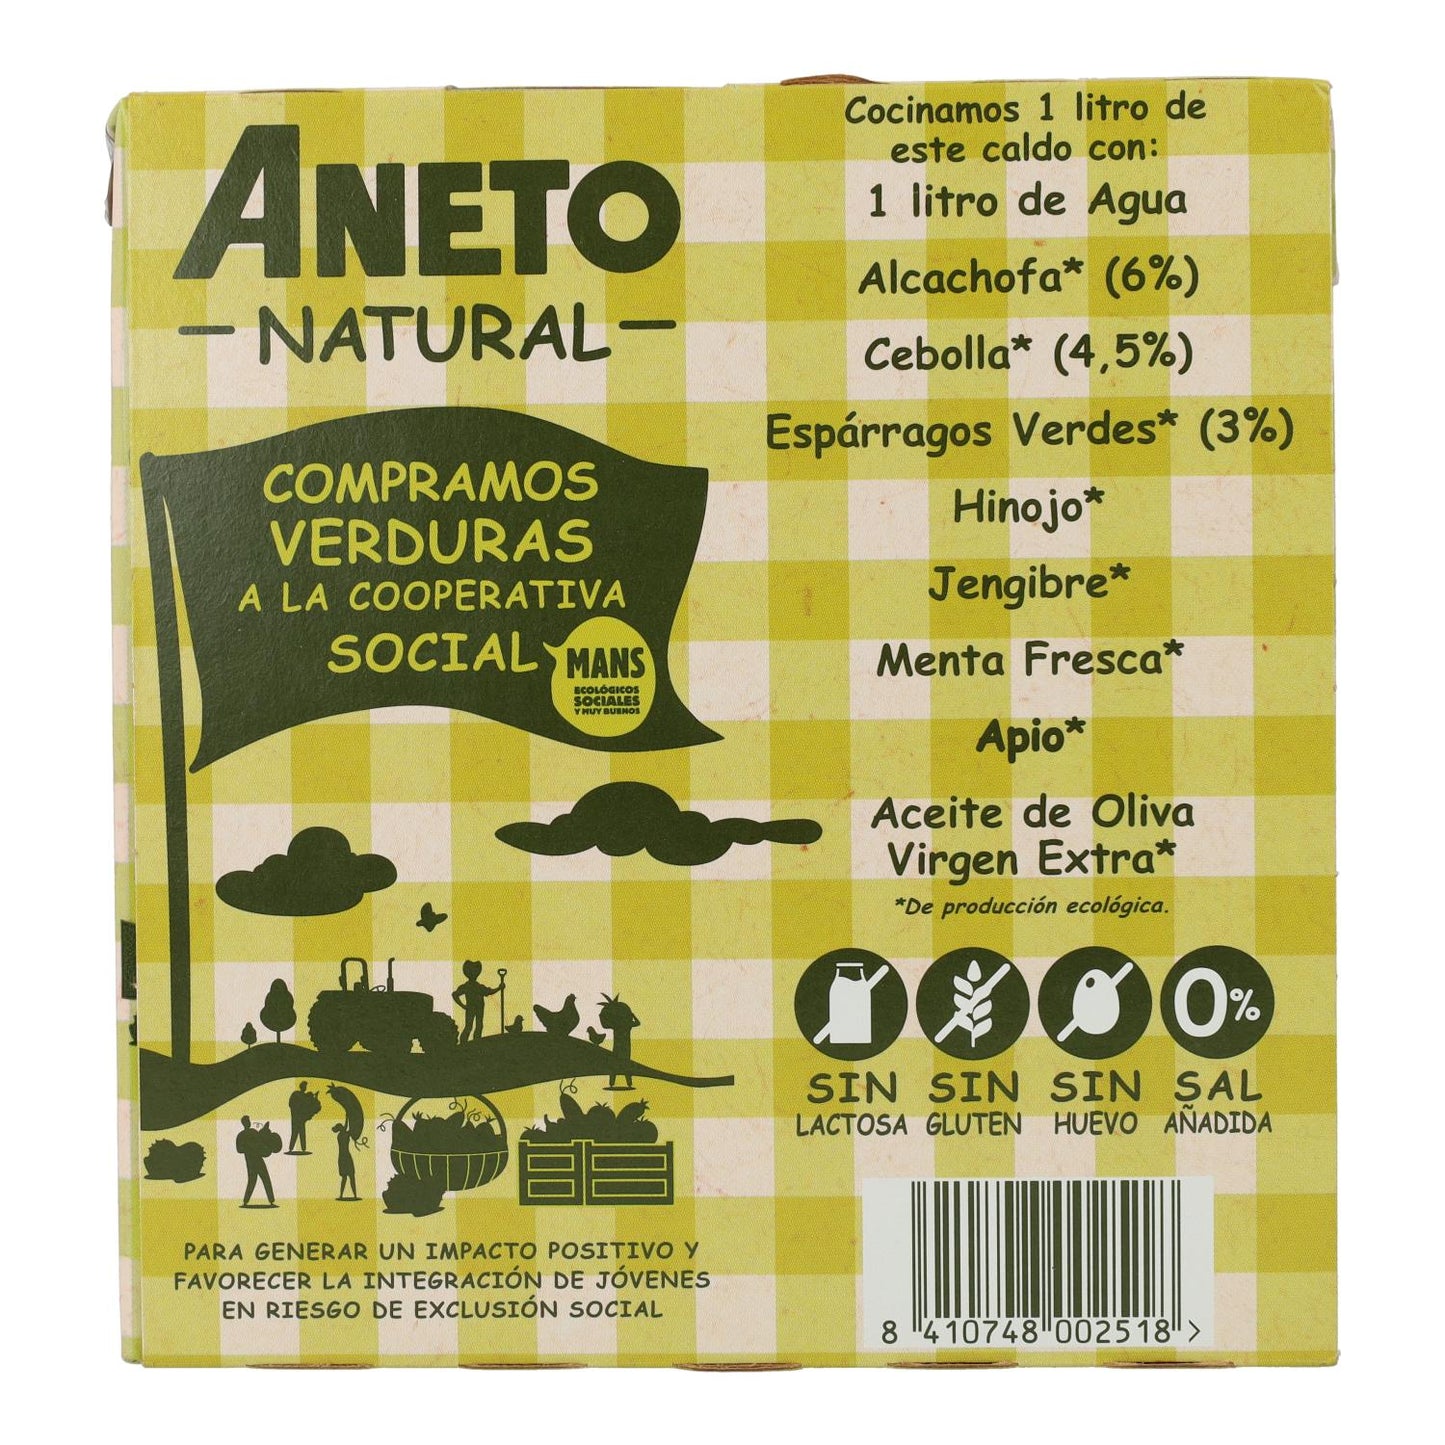 ANETO
NATURAL
COMPRAMOS
VERDURAS
A LA COOPERATIVA
SOCIAL
MANS
ECOLÓGICOS
SOCIALES
Y MUY BUENOS
PARA GENERAR UN IMPACTO POSITIVO Y
FAVORECER LA INTEGRACIÓN DE JÓVENES
EN RIESGO DE EXCLUSIÓN SOCIAL
Cocinamos 1 litro de
este caldo con:
1 litro de Agua
Alcachofa* (6%)
Cebolla* (4,5%)
Espárragos Verdes* (3%)
Hinojo*
Jengibre*
Menta Fresca*
Apio*
Aceite de Oliva
Virgen Extra*
*De producción ecológica.
0%
SIN SIN SIN SAL
LACTOSA GLUTEN HUEVO AÑADIDA
8 410748 002518 >